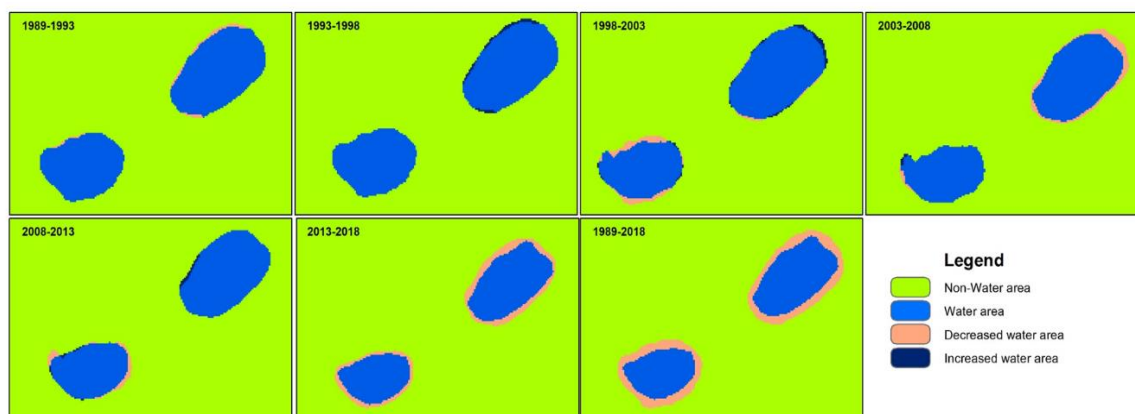 1989-1993
1993-1998
1998-2003
2003-2008
2008-2013
2013-2018
1989-2018
Legend
Non-Water area
Water area
Decreased water area
Increased water area